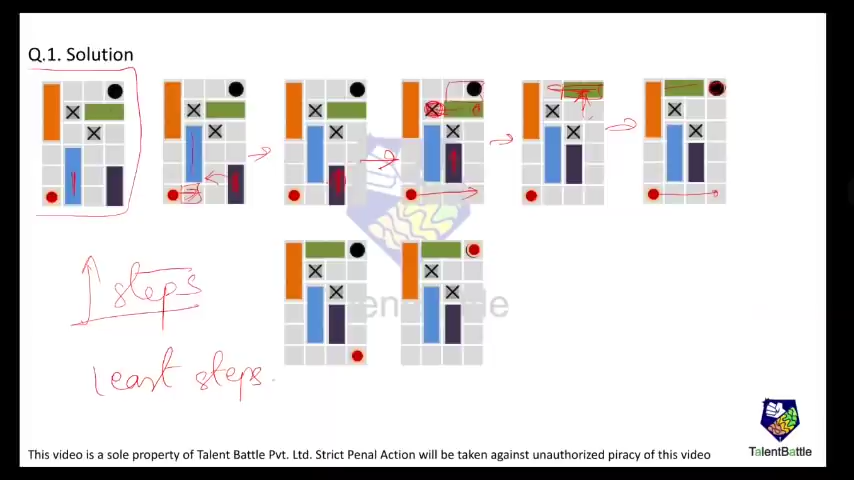 Q.1. Solution
steps
least steps.
TalentBattle
TalentBattle
This video is a sole property of Talent Battle Pvt. Ltd. Strict Penal Action will be taken against unauthorized piracy of this video